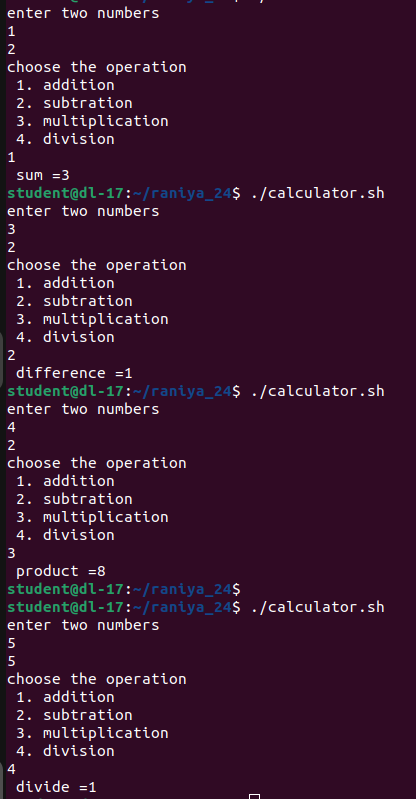 enter two numbers
1
2
choose the operation
1. addition
2. subtration
3. multiplication
4. division
1
sum =3
student@dl-17:~/raniya_24$ ./calculator.sh
enter two numbers
3
2
choose the operation
1. addition
2. subtration
3. multiplication
4. division
2
difference =1
student@dl-17:~/raniya_24$ ./calculator.sh
enter two numbers
4
2
choose the operation
1. addition
2. subtration
3. multiplication
4. division
3
product =8
student@dl-17:~/raniya_24$
student@dl-17:~/raniya_24$ ./calculator.sh
enter two numbers
5
5
choose the operation
1. addition
2. subtration
3. multiplication
4. division
4
divide =1